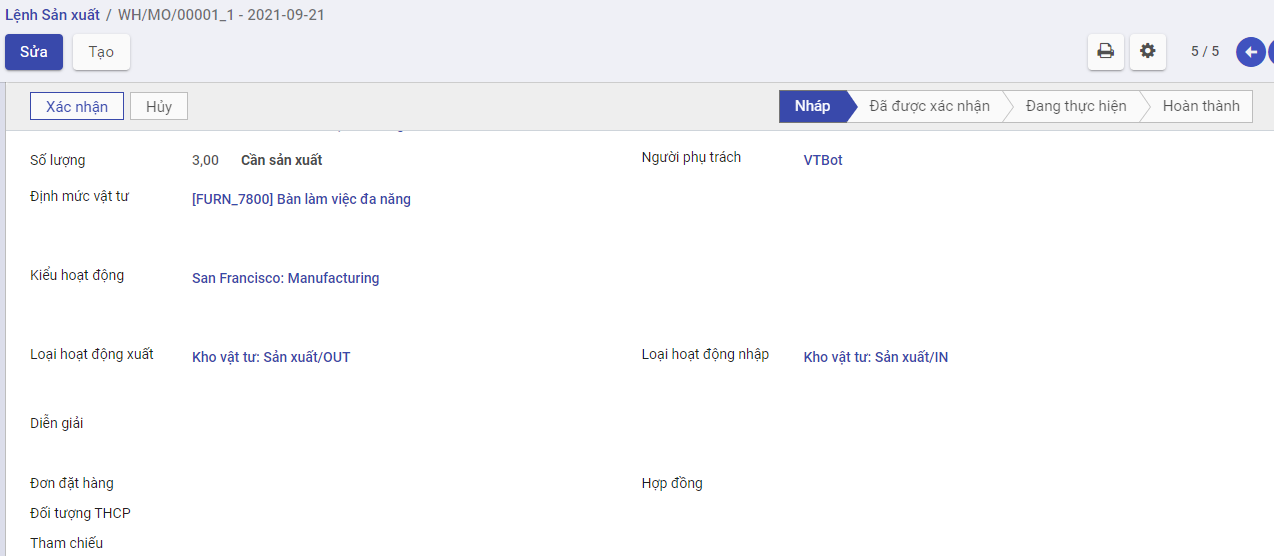 Lệnh Sản xuất / WH/MO/00001_1 - 2021-09-21
Sửa Tạo 5 / 5
Xác nhận Hủy Nháp Đã được xác nhận Đang thực hiện Hoàn thành
Số lượng 3,00 Cần sản xuất Người phụ trách VTBot
Định mức vật tư [FURN_7800] Bàn làm việc đa năng
Kiểu hoạt động San Francisco: Manufacturing
Loại hoạt động xuất Kho vật tư: Sản xuất/OUT Loại hoạt động nhập Kho vật tư: Sản xuất/IN
Diễn giải
Đơn đặt hàng Hợp đồng
Đối tượng THCP
Tham chiếu